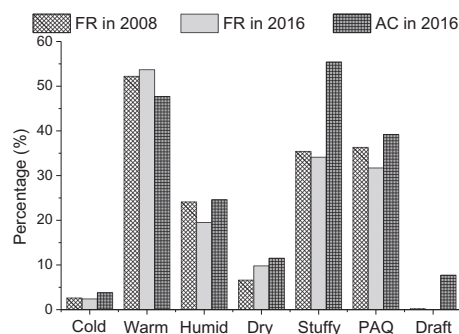 FR in 2008 FR in 2016 AC in 2016
60
50
40
30
20
10
0
Percentage (%)
Cold Warm Humid Dry Stuffy PAQ Draft